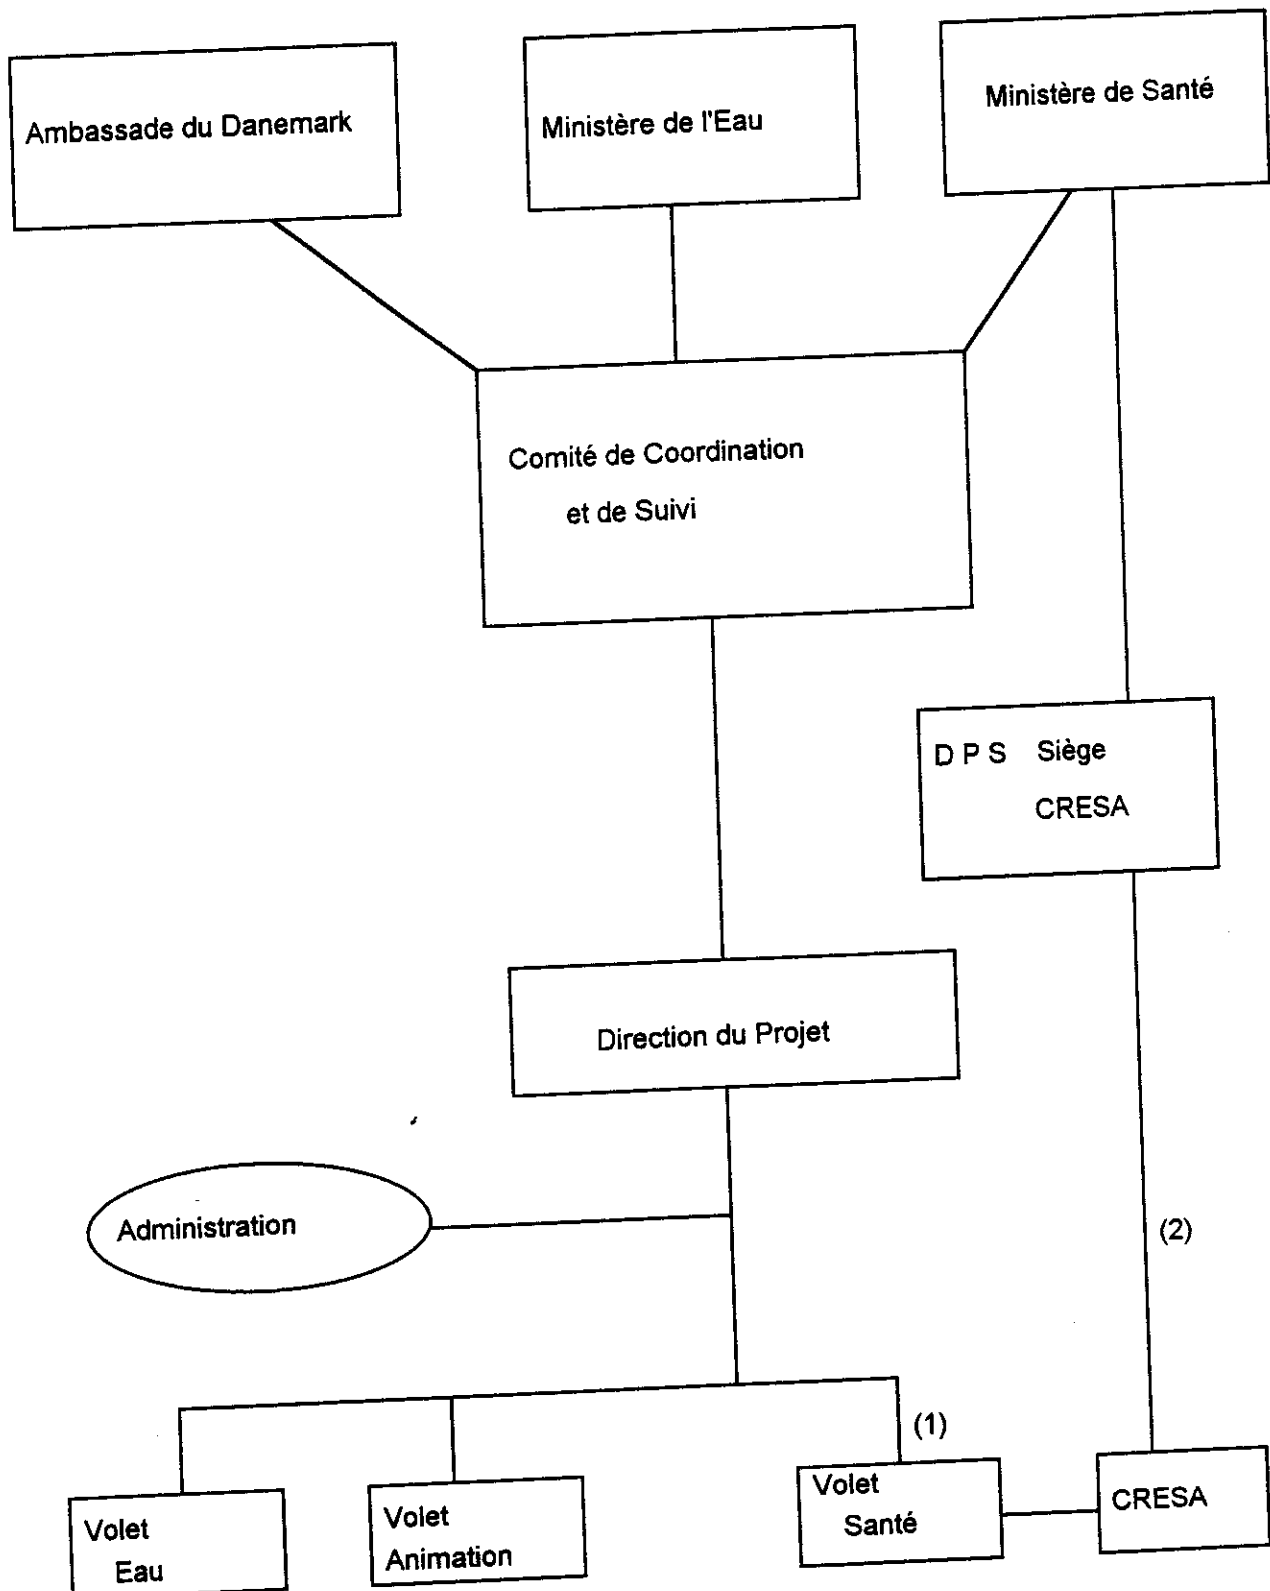 Ambassade du Danemark
Ministère de l'Eau
Ministère de Santé
Comité de Coordination
et de Suivi
D P S Siège
CRESA
Direction du Projet
Administration
(2)
(1)
Volet
Eau
Volet
Animation
Volet
Santé
CRESA